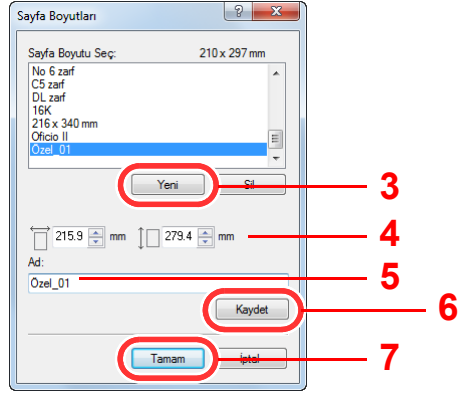 Sayfa Boyutları
Sayfa Boyutu Seç: 210 x 297 mm
No 6 zarf
C5 zarf
DL zarf
16K
216 x 340 mm
Oficio II
Özel_01
Yeni Sil 3
215.9 mm 279.4 mm 4
Ad: 5
Özel_01
Kaydet 6
Tamam İptal 7